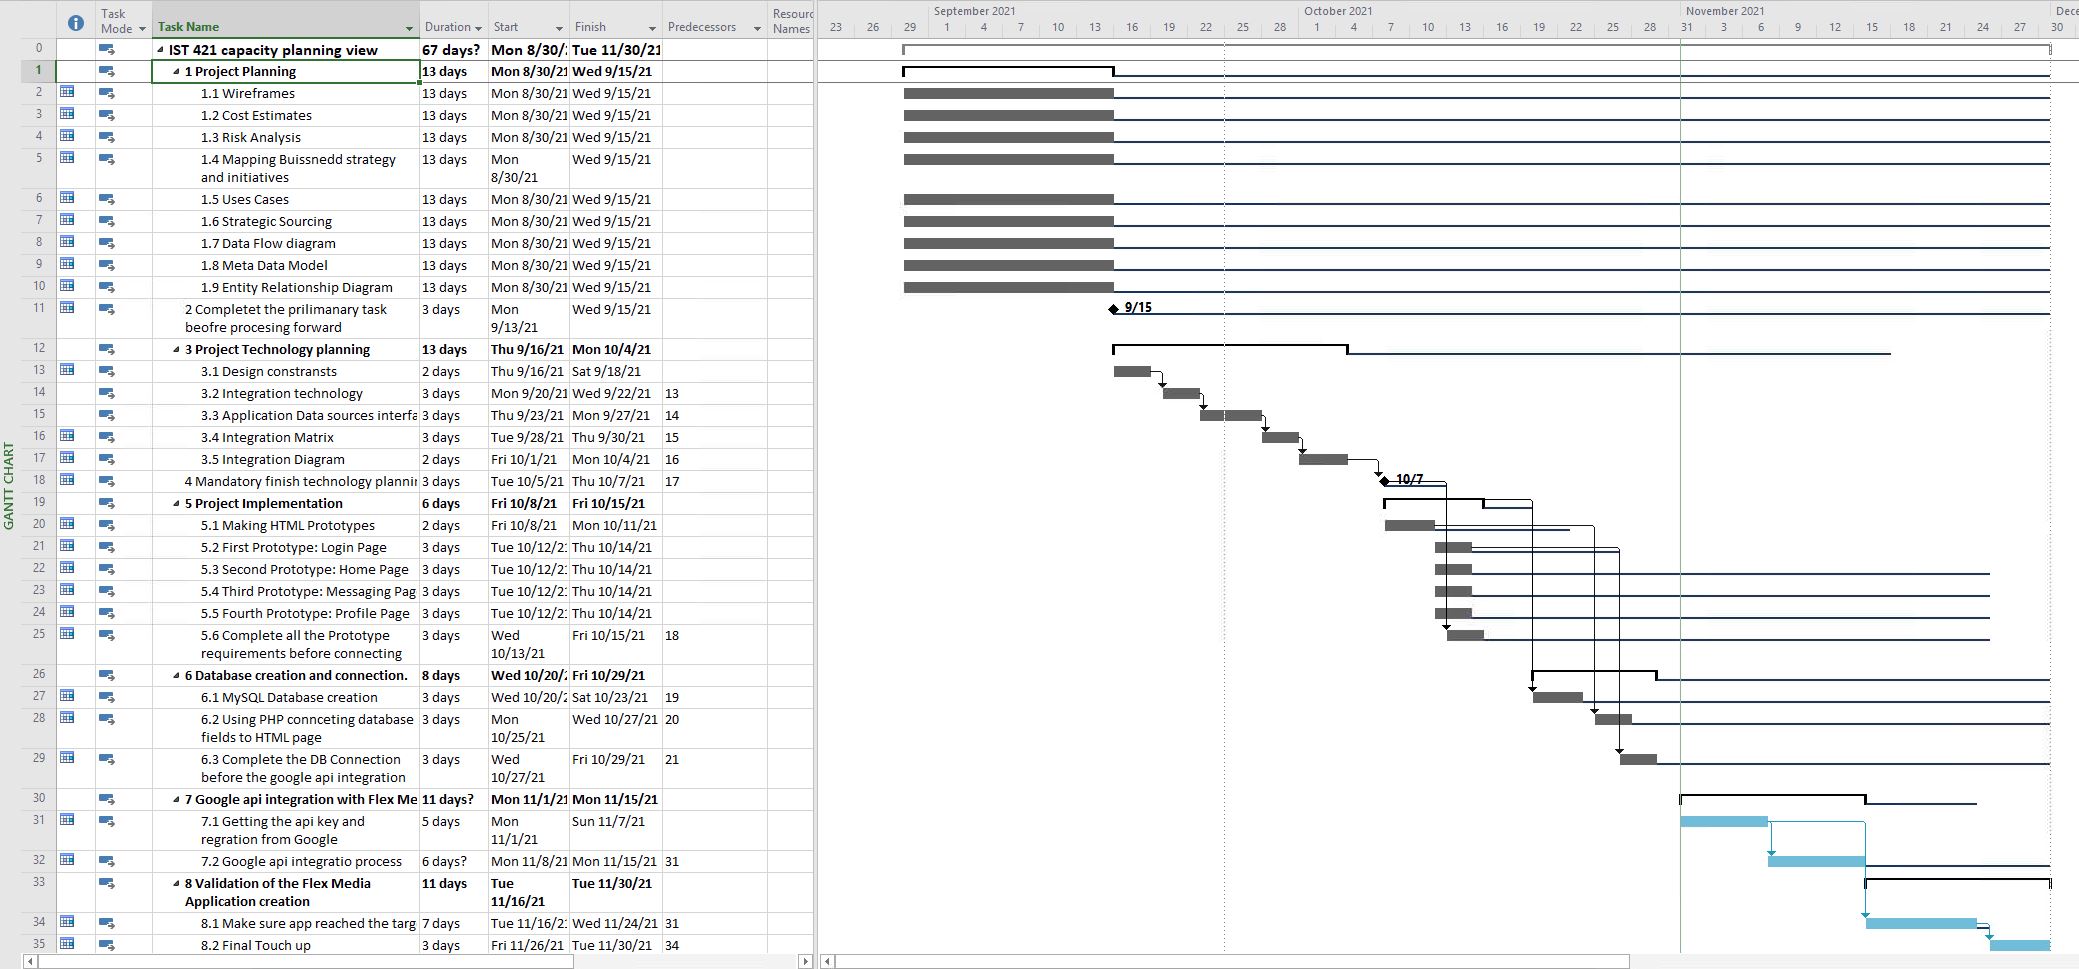 Task Mode Task Name Duration Start Finish Predecessors Resourc Names
23 26 29 September 2021 1 4 7 10 13 16 19 22 25 28 October 2021 1 4 7 10 13 16 19 22 25 28 31 November 2021 3 6 9 12 15 18 21 24 27 30 Dece
0 IST 421 capacity planning view 67 days? Mon 8/30/ Tue 11/30/21
1 1 Project Planning 13 days Mon 8/30/21 Wed 9/15/21
2 1.1 Wireframes 13 days Mon 8/30/21 Wed 9/15/21
3 1.2 Cost Estimates 13 days Mon 8/30/21 Wed 9/15/21
4 1.3 Risk Analysis 13 days Mon 8/30/21 Wed 9/15/21
5 1.4 Mapping Buissnedd strategy and initiatives 13 days Mon 8/30/21 Wed 9/15/21
6 1.5 Uses Cases 13 days Mon 8/30/21 Wed 9/15/21
7 1.6 Strategic Sourcing 13 days Mon 8/30/21 Wed 9/15/21
8 1.7 Data Flow diagram 13 days Mon 8/30/21 Wed 9/15/21
9 1.8 Meta Data Model 13 days Mon 8/30/21 Wed 9/15/21
10 1.9 Entity Relationship Diagram 13 days Mon 8/30/21 Wed 9/15/21
11 2 Completet the prilimanary task beofre procesing forward 3 days Mon 9/13/21 Wed 9/15/21 9/15
12 3 Project Technology planning 13 days Thu 9/16/21 Mon 10/4/21
13 3.1 Design constransts 2 days Thu 9/16/21 Sat 9/18/21
14 3.2 Integration technology 3 days Mon 9/20/21 Wed 9/22/21 13
15 3.3 Application Data sources interfa 3 days Thu 9/23/21 Mon 9/27/21 14
16 3.4 Integration Matrix 3 days Tue 9/28/21 Thu 9/30/21 15
17 3.5 Integration Diagram 2 days Fri 10/1/21 Mon 10/4/21 16
18 4 Mandatory finish technology plannin 3 days Tue 10/5/21 Thu 10/7/21 17 10/7
19 5 Project Implementation 6 days Fri 10/8/21 Fri 10/15/21
20 5.1 Making HTML Prototypes 2 days Fri 10/8/21 Mon 10/11/21
21 5.2 First Prototype: Login Page 3 days Tue 10/12/2 Thu 10/14/21
22 5.3 Second Prototype: Home Page 3 days Tue 10/12/2 Thu 10/14/21
23 5.4 Third Prototype: Messaging Pag 3 days Tue 10/12/2 Thu 10/14/21
24 5.5 Fourth Prototype: Profile Page 3 days Tue 10/12/2 Thu 10/14/21
25 5.6 Complete all the Prototype requirements before connecting 3 days Wed 10/13/21 Fri 10/15/21 18
26 6 Database creation and connection. 8 days Wed 10/20/2 Fri 10/29/21
27 6.1 MySQL Database creation 3 days Wed 10/20/2 Sat 10/23/21 19
28 6.2 Using PHP connceting database fields to HTML page 3 days Mon 10/25/21 Wed 10/27/21 20
29 6.3 Complete the DB Connection before the google api integration 3 days Wed 10/27/21 Fri 10/29/21 21
30 7 Google api integration with Flex Me 11 days? Mon 11/1/21 Mon 11/15/21
31 7.1 Getting the api key and regration from Google 5 days Mon 11/1/21 Sun 11/7/21
32 7.2 Google api integratio process 6 days? Mon 11/8/21 Mon 11/15/21 31
33 8 Validation of the Flex Media Application creation 11 days Tue 11/16/21 Tue 11/30/21
34 8.1 Make sure app reached the targ 7 days Tue 11/16/21 Wed 11/24/21 31
35 8.2 Final Touch up 3 days Fri 11/26/21 Tue 11/30/21 34
GANTT CHART